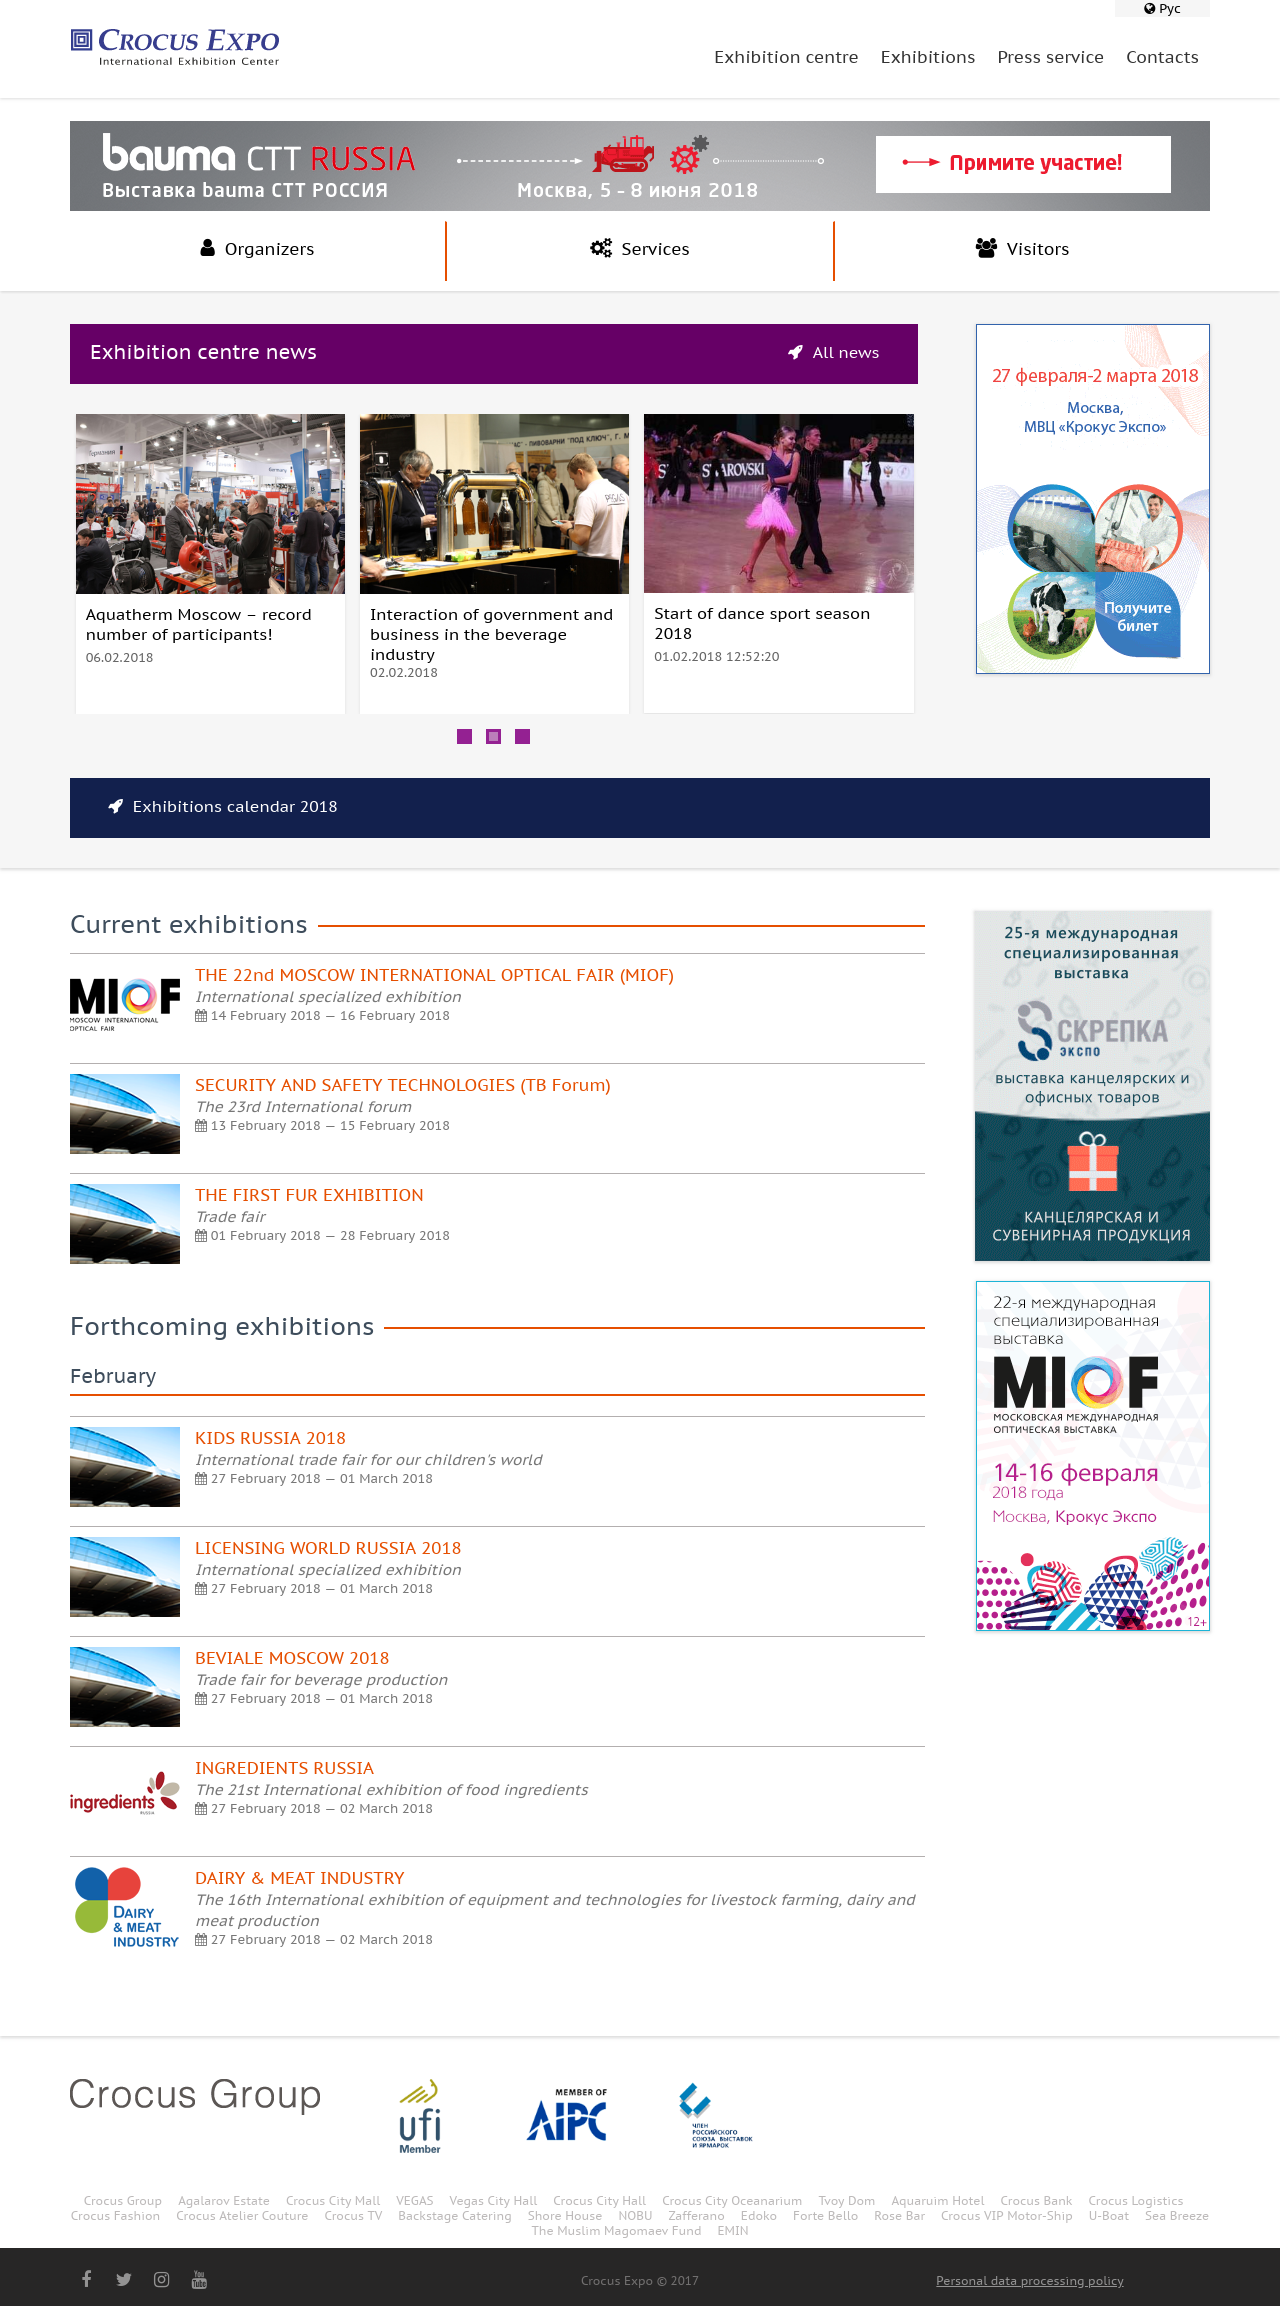 Рус
CROCUS EXPO
International Exhibition Center
Exhibition centre Exhibitions Press service Contacts
bauma CTT RUSSIA
Выставка bauma СТТ РОССИЯ
Москва, 5 - 8 июня 2018
Примите участие!
Organizers Services Visitors
Exhibition centre news
All news
27 февраля-2 марта 2018
Москва,
МВЦ «Крокус Экспо»
Получите
билет
Aquatherm Moscow – record
number of participants!
06.02.2018
Interaction of government and
business in the beverage
industry
02.02.2018
Start of dance sport season
2018
01.02.2018 12:52:20
Exhibitions calendar 2018
Current exhibitions
MIOF
MOSCOW INTERNATIONAL
OPTICAL FAIR
THE 22nd MOSCOW INTERNATIONAL OPTICAL FAIR (MIOF)
International specialized exhibition
14 February 2018 — 16 February 2018
SECURITY AND SAFETY TECHNOLOGIES (TB Forum)
The 23rd International forum
13 February 2018 — 15 February 2018
THE FIRST FUR EXHIBITION
Trade fair
01 February 2018 — 28 February 2018
25-я международная
специализированная
выставка
СКРЕПКА
ЭКСПО
выставка канцелярских и
офисных товаров
КАНЦЕЛЯРСКАЯ И
СУВЕНИРНАЯ ПРОДУКЦИЯ
22-я международная
специализированная
выставка
MIOF
МОСКОВСКАЯ МЕЖДУНАРОДНАЯ
ОПТИЧЕСКАЯ ВЫСТАВКА
14-16 февраля
2018 года
Москва, Крокус Экспо
12+
Forthcoming exhibitions
February
KIDS RUSSIA 2018
International trade fair for our children's world
27 February 2018 — 01 March 2018
LICENSING WORLD RUSSIA 2018
International specialized exhibition
27 February 2018 — 01 March 2018
BEVIALE MOSCOW 2018
Trade fair for beverage production
27 February 2018 — 01 March 2018
ingredients
RUSSIA
INGREDIENTS RUSSIA
The 21st International exhibition of food ingredients
27 February 2018 — 02 March 2018
DAIRY
& MEAT
INDUSTRY
DAIRY & MEAT INDUSTRY
The 16th International exhibition of equipment and technologies for livestock farming, dairy and
meat production
27 February 2018 — 02 March 2018
Crocus Group
ufi
Member
MEMBER OF
AIPC
ЧЛЕН
РОССИЙСКОГО
СОЮЗА ВЫСТАВОК
И ЯРМАРОК
Crocus Group Agalarov Estate Crocus City Mall VEGAS Vegas City Hall Crocus City Hall Crocus City Oceanarium Tvoy Dom Aquaruim Hotel Crocus Bank Crocus Logistics
Crocus Fashion Crocus Atelier Couture Crocus TV Backstage Catering Shore House NOBU Zafferano Edoko Forte Bello Rose Bar Crocus VIP Motor-Ship U-Boat Sea Breeze
The Muslim Magomaev Fund EMIN
You Tube
Crocus Expo © 2017
Personal data processing policy